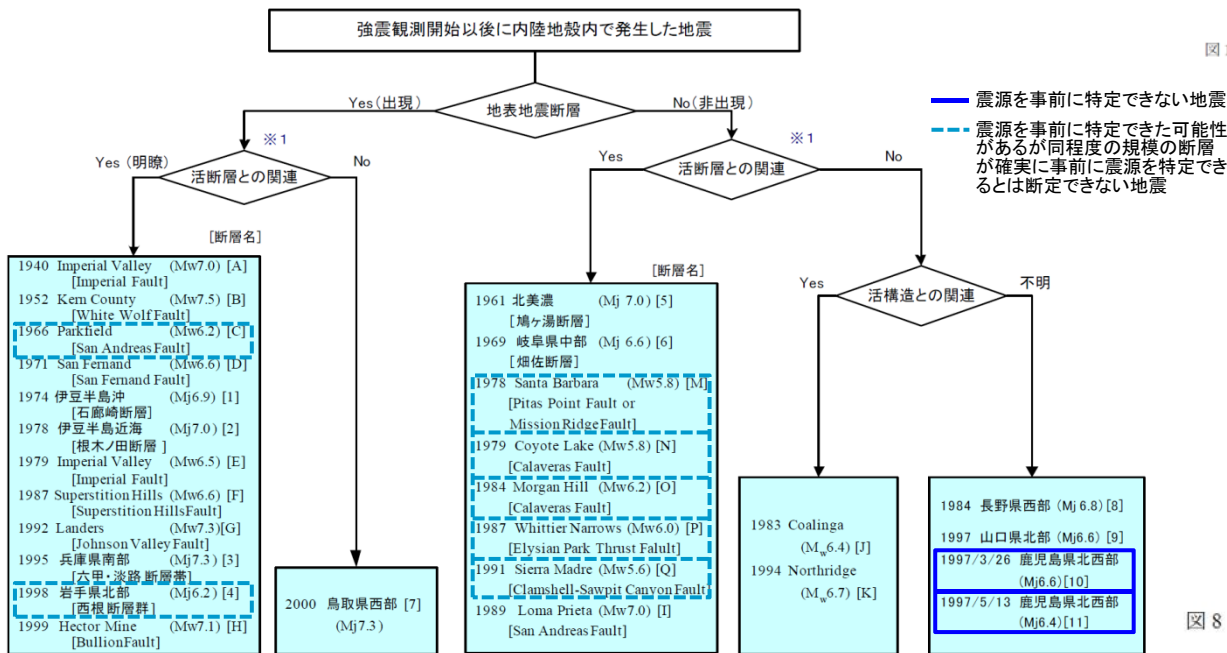 強震観測開始以後に内陸地殻内で発生した地震
図1
Yes(出現)
地表地震断層
No(非出現)
震源を事前に特定できない地震
震源を事前に特定できた可能性
があるが同程度の規模の断層
が確実に事前に震源を特定でき
るとは断定できない地震
※1
※1
Yes (明瞭)
活断層との関連
No
Yes
活断層との関連
No
[断層名]
1940 Imperial Valley (Mw7.0) [A]
[Imperial Fault]
1952 Kern County (Mw7.5) [B]
[White Wolf Fault]
1966 Parkfield (Mw6.2) [C]
[San Andreas Fault]
1971 San Fernand (Mw6.6) [D]
[San Fernand Fault]
1974 伊豆半島沖 (Mj6.9) [1]
[石廊崎断層]
1978 伊豆半島近海 (Mj7.0) [2]
[根木ノ田断層 ]
1979 Imperial Valley (Mw6.5) [E]
[Imperial Fault]
1987 Superstition Hills (Mw6.6) [F]
[Superstition Hills Fault]
1992 Landers (Mw7.3)[G]
[Johnson Valley Fault]
1995 兵庫県南部 (Mj7.3) [3]
[六甲・淡路 断層帯]
1998 岩手県北部 (Mj6.2) [4]
[西根 断層群]
1999 Hector Mine (Mw7.1) [H]
[Bullion Fault]
2000 鳥取県西部 [7]
(Mj7.3)
[断層名]
1961 北美濃 (Mj 7.0) [5]
[鳩ヶ湯断層]
1969 岐阜県中部 (Mj 6.6) [6]
[畑佐断層]
1978 Santa Barbara (Mw5.8) [M]
[Pitas Point Fault or
Mission Ridge Fault]
1979 Coyote Lake (Mw5.8) [N]
[Calaveras Fault]
1984 Morgan Hill (Mw6.2) [O]
[Calaveras Fault]
1987 Whittier Narrows (Mw6.0) [P]
[Elysian Park Thrust Falult]
1991 Sierra Madre (Mw5.6) [Q]
[Clamshell-Sawpit Canyon Fault
1989 Loma Prieta (Mw7.0) [I]
[San Andreas Fault]
Yes
活構造との関連
不明
1983 Coalinga
(Mw6.4) [J]
1994 Northridge
(Mw6.7) [K]
1984 長野県西部 (Mj 6.8) [8]
1997 山口県北部 (Mj6.6) [9]
1997/3/26 鹿児島県北西部
(Mj6.6) [10]
1997/5/13 鹿児島県北西部
(Mj6.4) [11]
図 8